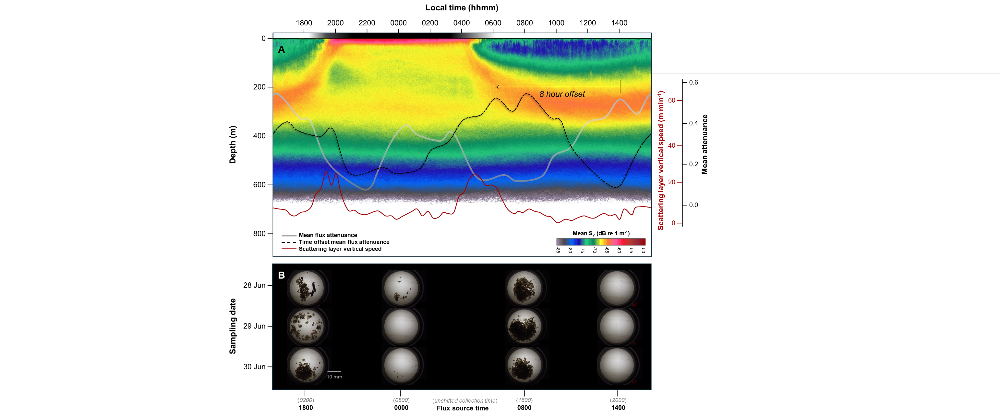 Local time (hhmm)
1800 2000 2200 0000 0200 0400 0600 0800 1000 1200 1400
A
0
200
400
600
800
Depth (m)
8 hour offset
Mean flux attenuance
Time offset mean flux attenuance
Scattering layer vertical speed
Mean Sv (dB re 1 m-1)
-85 -80 -75 -70 -65 -60 -55 -50
Scattering layer vertical speed (m min-1)
60
40
20
0
0.6
0.4
0.2
0.0
Mean attenuance
B
Sampling date
28 Jun
29 Jun
30 Jun
10 mm
(0200) (0800) (unshifted collection time) (1600) (2000)
1800 0000 Flux source time 0800 1400